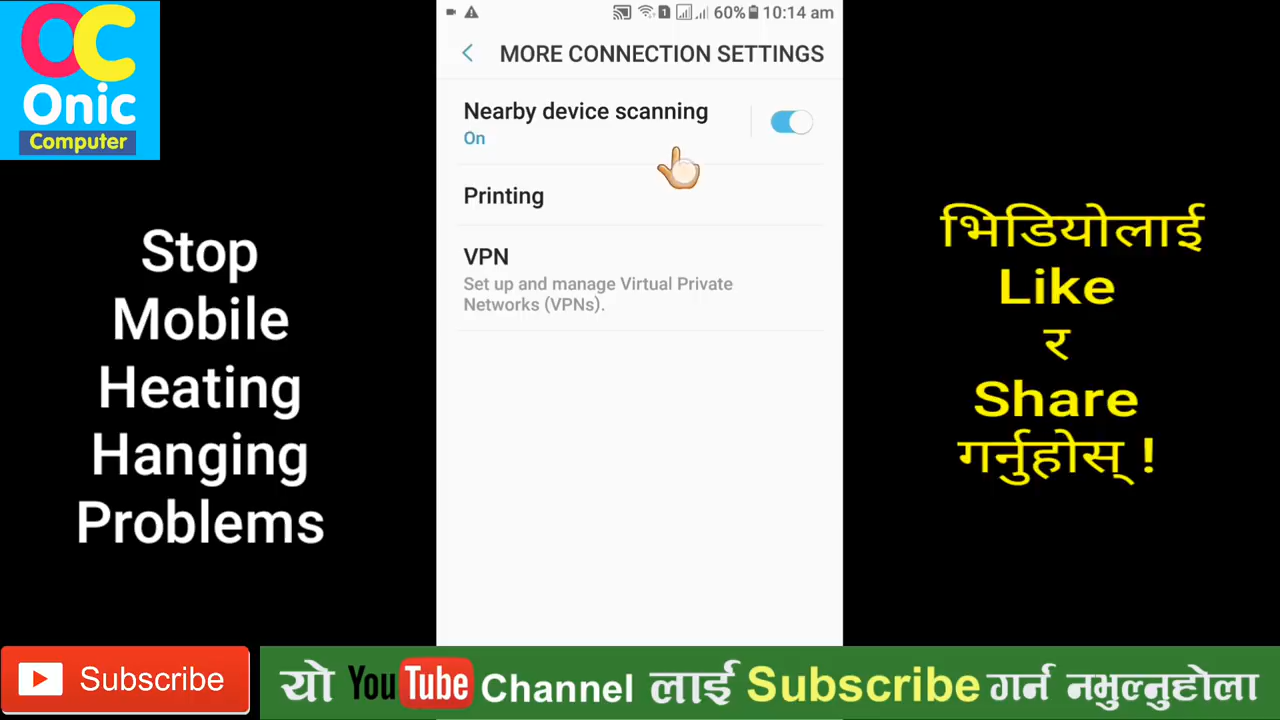 OC
Onic
Computer
Stop
Mobile
Heating
Hanging
Problems
1 60% 10:14 am
MORE CONNECTION SETTINGS
Nearby device scanning
On
Printing
VPN
Set up and manage Virtual Private
Networks (VPNs).
भिडियोलाई
Like
र
Share
गर्नुहोस् !
Subscribe
यो YouTube Channel लाई Subscribe गर्न नभुल्नुहोला